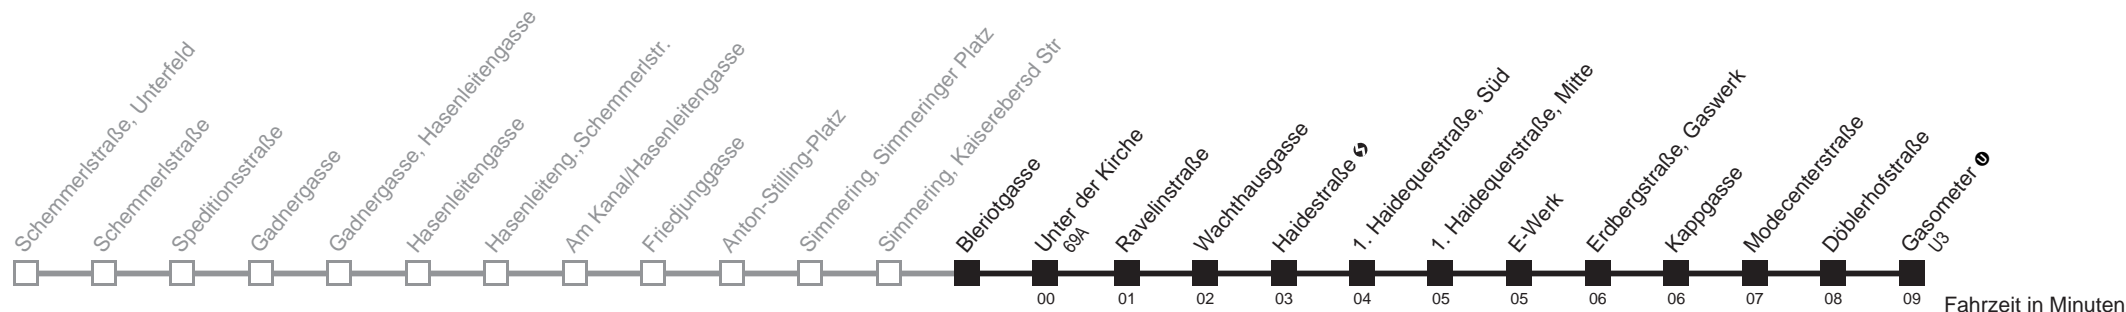 Schemmerlstraße, Unterfeld
Schemmerlstraße
Speditionsstraße
Gadnergasse
Gadnergasse, Hasenleitengasse
Hasenleitengasse
Hasenleiteng.,Schemmerlstr.
Am Kanal/Hasenleitengasse
Friedjunggasse
Anton-Stilling-Platz
Simmering, Simmeringer Platz
Simmering, Kaiserebersd Str
Bleriotgasse
Unter der Kirche
69A
Ravelinstraße
Wachthausgasse
Haidestraße S
1. Haidequerstraße, Süd
1. Haidequerstraße, Mitte
E-Werk
Erdbergstraße, Gaswerk
Kappgasse
Modecenterstraße
Döblerhofstraße
Gasometer U
U3
00 01 02 03 04 05 05 06 06 07 08 09 Fahrzeit in Minuten